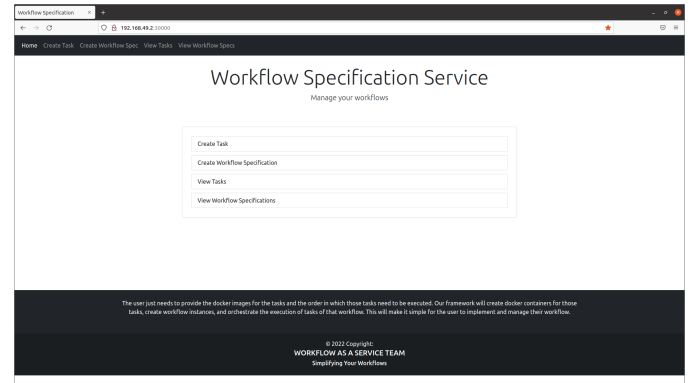 Workflow Specification × +
192.168.49.2:30000
Home Create Task Create Workflow Spec View Tasks View Workflow Specs
Workflow Specification Service
Manage your workflows
Create Task
Create Workflow Specification
View Tasks
View Workflow Specifications
The user just needs to provide the docker images for the tasks and the order in which those tasks need to be executed. Our framework will create docker containers for those
tasks, create workflow instances, and orchestrate the execution of tasks of that workflow. This will make it simple for the user to implement and manage their workflow.
© 2022 Copyright:
WORKFLOW AS A SERVICE TEAM
Simplifying Your Workflows